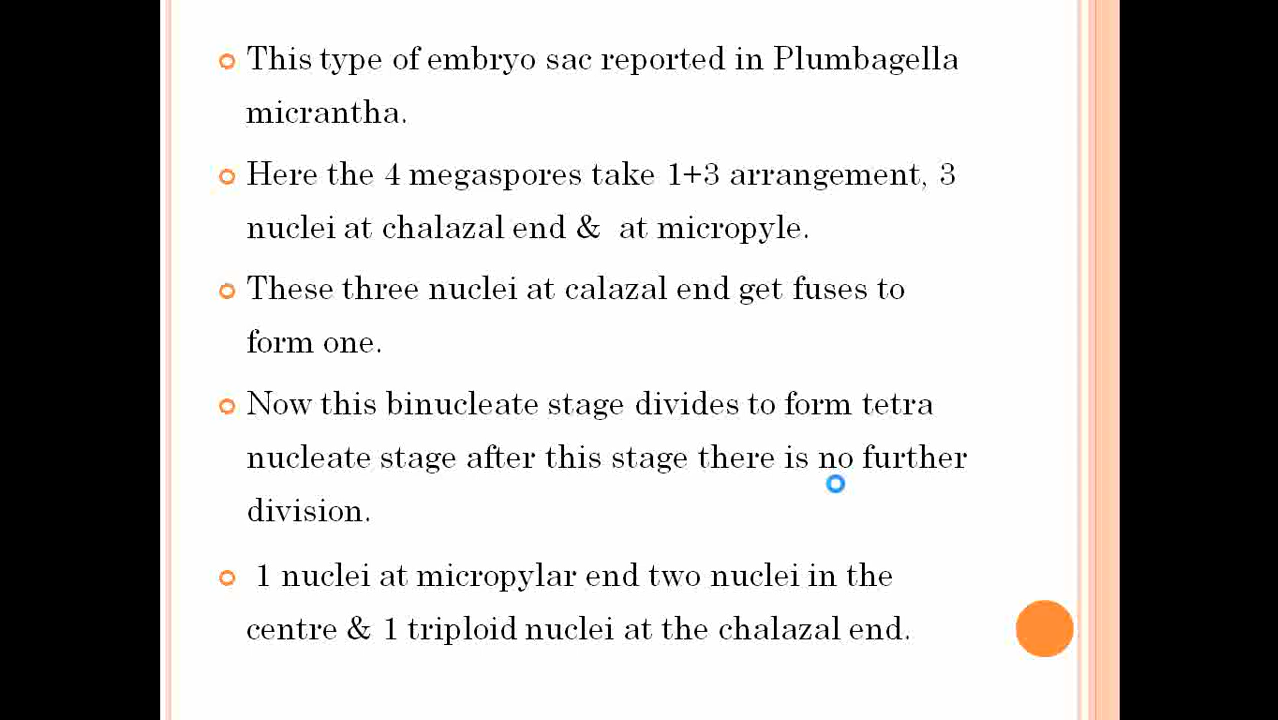 This type of embryo sac reported in Plumbagella
micrantha.
Here the 4 megaspores take 1+3 arrangement, 3
nuclei at chalazal end & at micropyle.
These three nuclei at calazal end get fuses to
form one.
Now this binucleate stage divides to form tetra
nucleate stage after this stage there is no further
division.
1 nuclei at micropylar end two nuclei in the
centre & 1 triploid nuclei at the chalazal end.